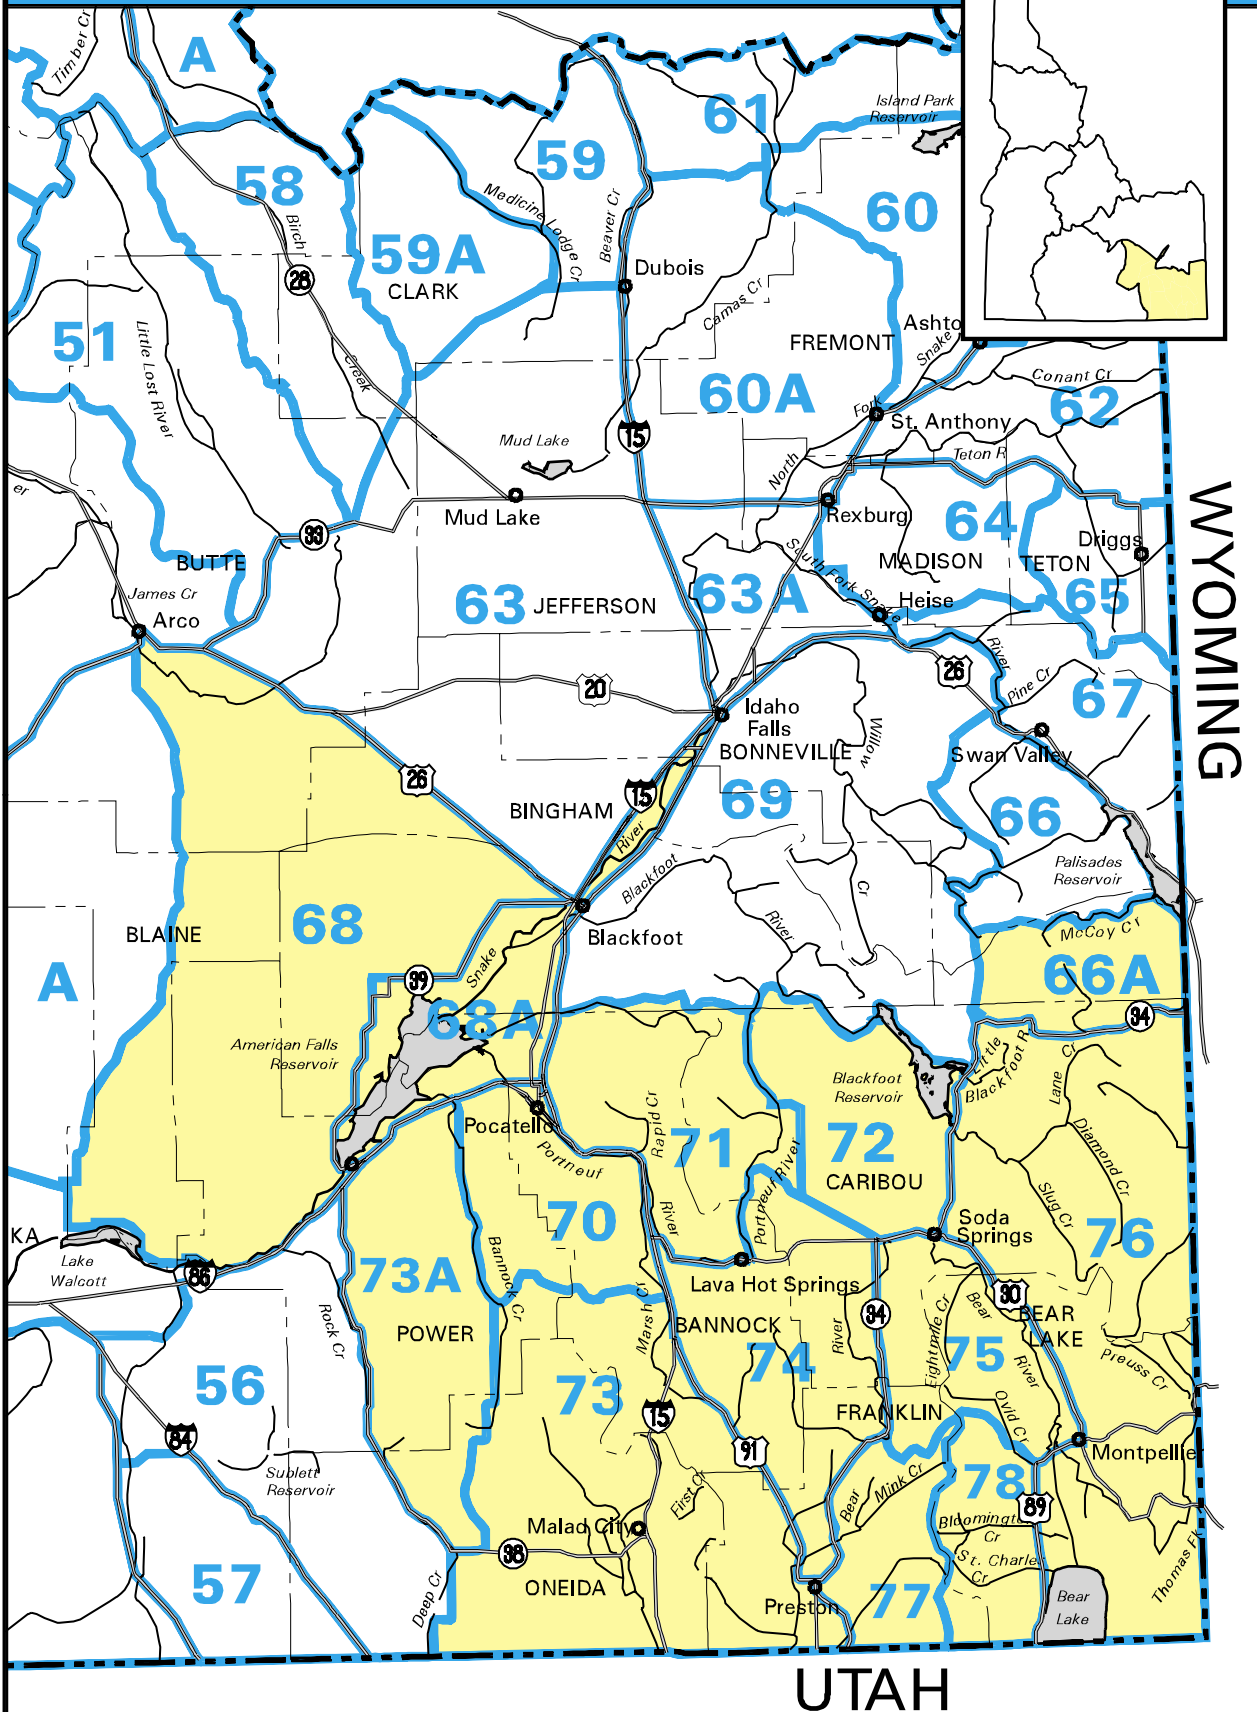 Timber Cr
A
61
Island Park
Reservoir
59
58
Medicine Lodge Cr
Beaver Cr
60
Birch
59A
CLARK
28
Dubois
Camas Cr
51
Little Lost River
Creek
FREMONT
Ashto
Snake
Conant Cr
60A
Fork
62
St. Anthony
15
Mud Lake
Teton R
North
er
Mud Lake
Rexburg
64
WYOMING
33
Driggs
BUTTE
South Fork Snake
MADISON
TETON
James Cr
63
JEFFERSON
63A
Heise
65
Arco
River
26
Pine Cr
67
20
Idaho
Falls
BONNEVILLE
Willow
Swan Valley
26
15
BINGHAM
69
66
River
Blackfoot
Cr
Palisades
Reservoir
68
BLAINE
Blackfoot
River
McCoy Cr
A
39
Snake
66A
68A
34
American Falls
Reservoir
Little
Blackfoot R
Cr
Lane
Blackfoot
Reservoir
Pocatello
Rapid Cr
Portneuf
71
72
Diamond Cr
Portneuf River
CARIBOU
Slug Cr
70
River
Soda
Springs
76
KA
Bannock Cr
Lake
Walcott
86
73A
Lava Hot Springs
Rock Cr
Marsh Cr
30
Bear
BEAR
LAKE
34
POWER
BANNOCK
River
Eightmile Cr
74
75
River
Preuss Cr
56
73
Ovid Cr
15
FRANKLIN
84
91
Montpelier
Sublett
Reservoir
First Cr
Mink Cr
78
Bear
89
Malad City
Bloomington
Cr
38
St. Charles
Cr
57
ONEIDA
Thomas Fk
Deep Cr
77
Preston
Bear
Lake
UTAH